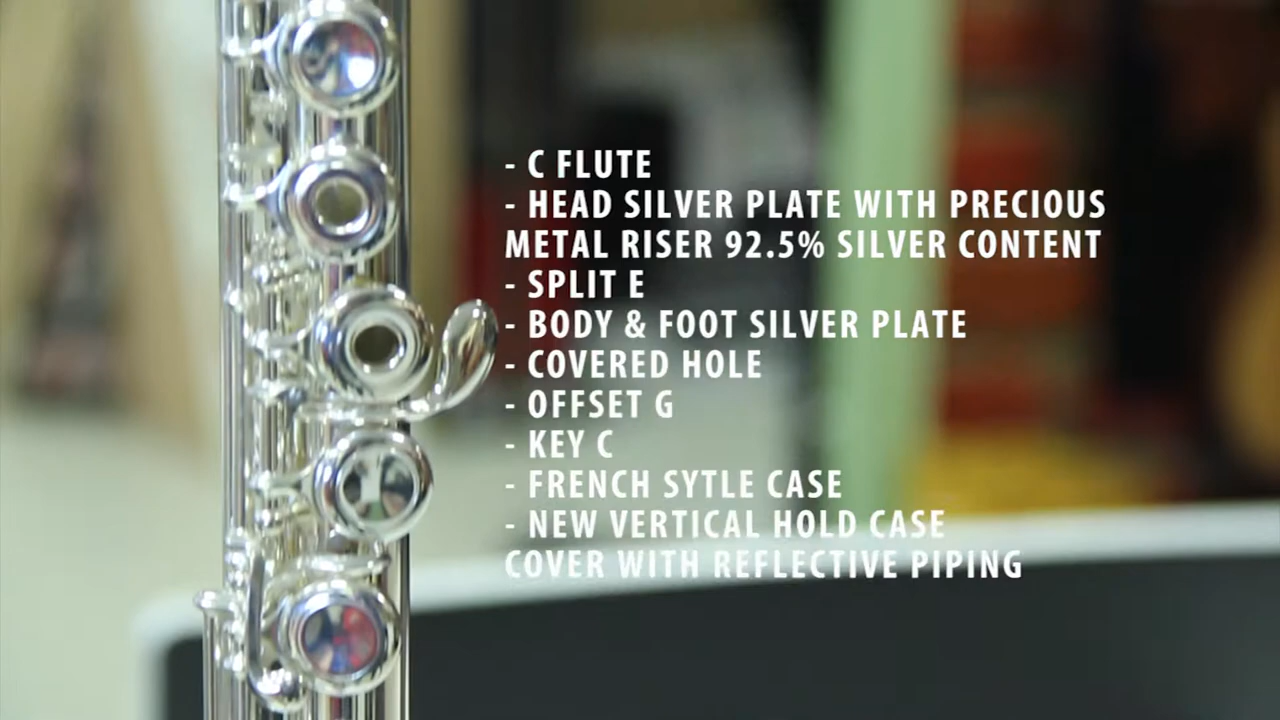 - C FLUTE
- HEAD SILVER PLATE WITH PRECIOUS
METAL RISER 92.5% SILVER CONTENT
- SPLIT E
- BODY & FOOT SILVER PLATE
- COVERED HOLE
- OFFSET G
- KEY C
- FRENCH SYTLE CASE
- NEW VERTICAL HOLD CASE
COVER WITH REFLECTIVE PIPING